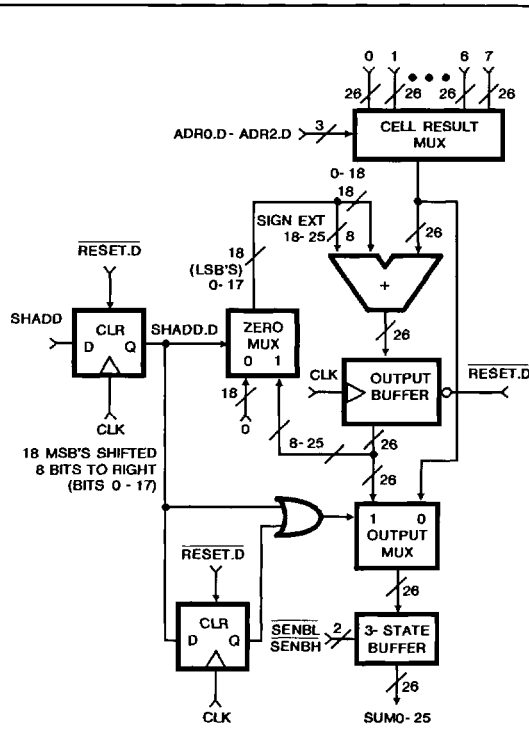 0 1 6 7
26 26 26 26
ADR0.D - ADR2.D 3
CELL RESULT
MUX
0- 18
18
SIGN EXT
18- 25 8
26
18
(LSB'S)
0- 17
+
26
RESET.D
SHADD
CLR
D Q
CLK
SHADD.D
ZERO
MUX
0 1
18
0
CLK
OUTPUT
BUFFER
RESET.D
8-25
26
26
18 MSB'S SHIFTED
8 BITS TO RIGHT
(BITS 0 - 17)
1 0
OUTPUT
MUX
26
RESET.D
CLR
D Q
CLK
SENBL
SENBH
2
3- STATE
BUFFER
26
SUM0- 25